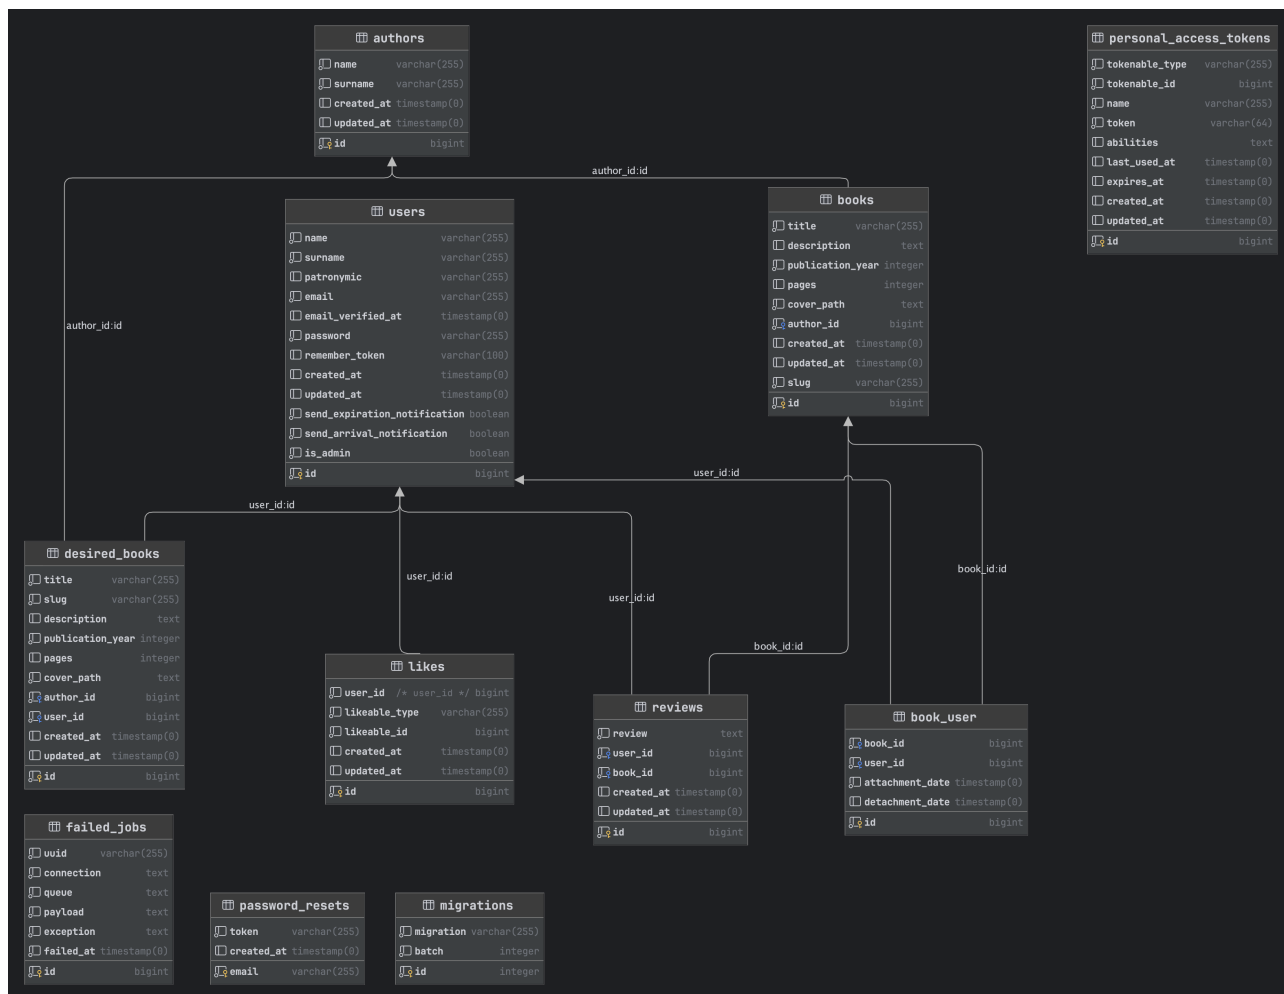 authors
name varchar(255)
surname varchar(255)
created_at timestamp(0)
updated_at timestamp(0)
id bigint
personal_access_tokens
tokenable_type varchar(255)
tokenable_id bigint
name varchar(255)
token varchar(64)
abilities text
last_used_at timestamp(0)
expires_at timestamp(0)
created_at timestamp(0)
updated_at timestamp(0)
id bigint
author_id:id
users
name varchar(255)
surname varchar(255)
patronymic varchar(255)
email varchar(255)
email_verified_at timestamp(0)
password varchar(255)
remember_token varchar(100)
created_at timestamp(0)
updated_at timestamp(0)
send_expiration_notification boolean
send_arrival_notification boolean
is_admin boolean
id bigint
books
title varchar(255)
description text
publication_year integer
pages integer
cover_path text
author_id bigint
created_at timestamp(0)
updated_at timestamp(0)
slug varchar(255)
id bigint
author_id:id
user_id:id
user_id:id
desired_books
title varchar(255)
slug varchar(255)
description text
publication_year integer
pages integer
cover_path text
author_id bigint
user_id bigint
created_at timestamp(0)
updated_at timestamp(0)
id bigint
user_id:id
user_id:id
book_id:id
book_id:id
likes
user_id /* user_id */ bigint
likeable_type varchar(255)
likeable_id bigint
created_at timestamp(0)
updated_at timestamp(0)
id bigint
reviews
review text
user_id bigint
book_id bigint
created_at timestamp(0)
updated_at timestamp(0)
id bigint
book_user
book_id bigint
user_id bigint
attachment_date timestamp(0)
detachment_date timestamp(0)
id bigint
failed_jobs
uuid varchar(255)
connection text
queue text
payload text
exception text
failed_at timestamp(0)
id bigint
password_resets
token varchar(255)
created_at timestamp(0)
email varchar(255)
migrations
migration varchar(255)
batch integer
id integer